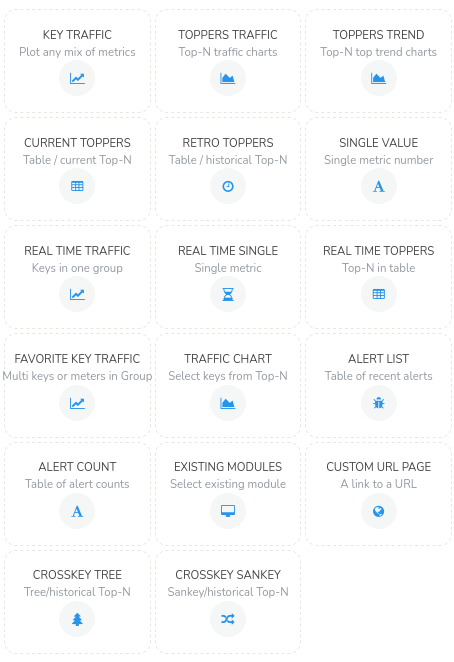 KEY TRAFFIC
Plot any mix of metrics
TOPPERS TRAFFIC
Top-N traffic charts
TOPPERS TREND
Top-N top trend charts
CURRENT TOPPERS
Table / current Top-N
RETRO TOPPERS
Table / historical Top-N
SINGLE VALUE
Single metric number
REAL TIME TRAFFIC
Keys in one group
REAL TIME SINGLE
Single metric
REAL TIME TOPPERS
Top-N in table
FAVORITE KEY TRAFFIC
Multi keys or meters in Group
TRAFFIC CHART
Select keys from Top-N
ALERT LIST
Table of recent alerts
ALERT COUNT
Table of alert counts
EXISTING MODULES
Select existing module
CUSTOM URL PAGE
A link to a URL
CROSSKEY TREE
Tree/historical Top-N
CROSSKEY SANKEY
Sankey/historical Top-N